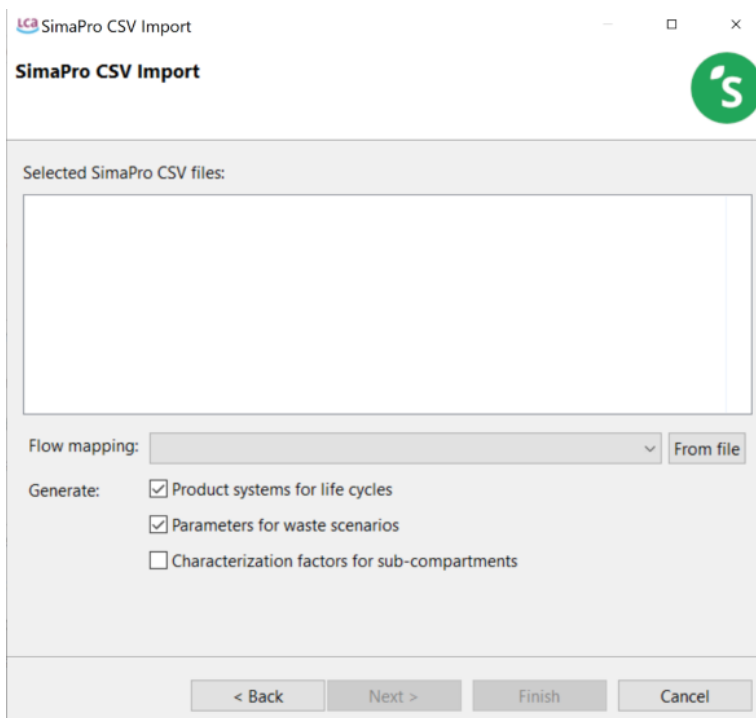 LCa SimaPro CSV Import
SimaPro CSV Import
S
Selected SimaPro CSV files:
Flow mapping:
From file
Generate:
Product systems for life cycles
Parameters for waste scenarios
Characterization factors for sub-compartments
< Back Next > Finish Cancel